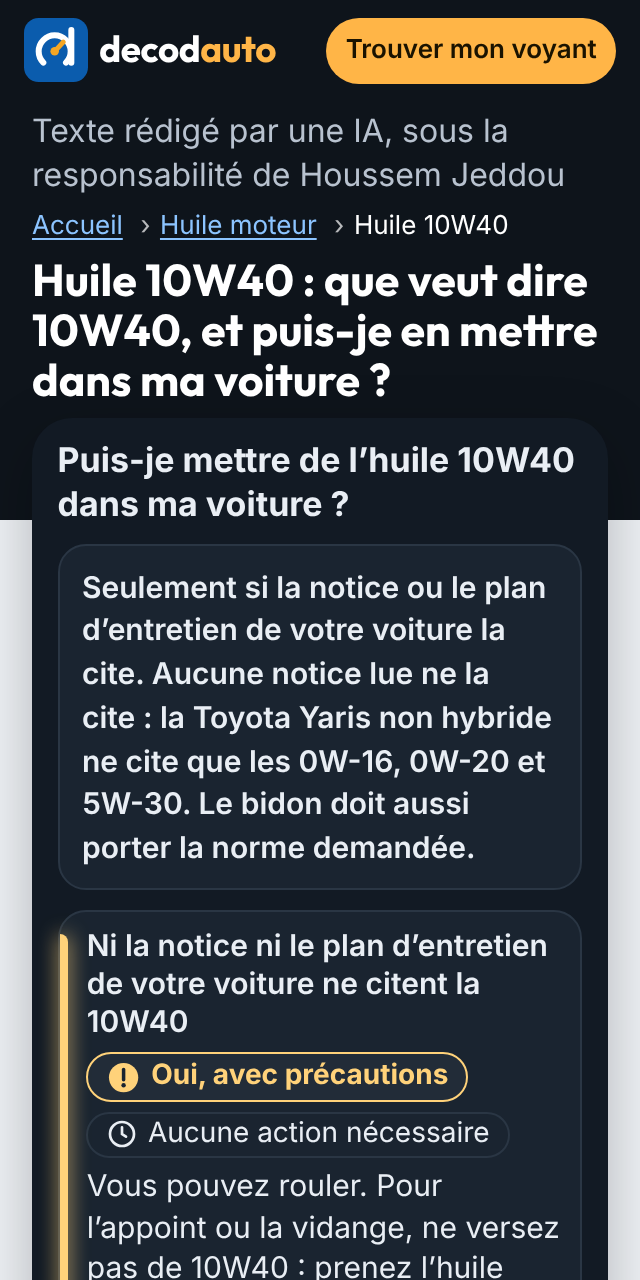 decodauto
Trouver mon voyant
Texte rédigé par une IA, sous la
responsabilité de Houssem Jeddou
Accueil › Huile moteur › Huile 10W40
Huile 10W40 : que veut dire
10W40, et puis-je en mettre
dans ma voiture ?
Puis-je mettre de l’huile 10W40
dans ma voiture ?
Seulement si la notice ou le plan
d’entretien de votre voiture la
cite. Aucune notice lue ne la
cite : la Toyota Yaris non hybride
ne cite que les 0W-16, 0W-20 et
5W-30. Le bidon doit aussi
porter la norme demandée.
Ni la notice ni le plan d’entretien
de votre voiture ne citent la
10W40
Oui, avec précautions
Aucune action nécessaire
Vous pouvez rouler. Pour
l’appoint ou la vidange, ne versez
pas de 10W40 : prenez l’huile